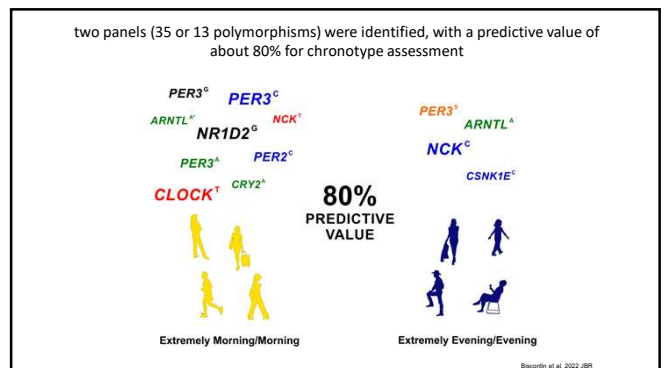 two panels (35 or 13 polymorphisms) were identified, with a predictive value of
about 80% for chronotype assessment
PER3ᴳ PER3ꟲ
ARNTLᴬ' NCKᵀ
NR1D2ᴳ
PER3ᴬ PER2ꟲ
CRY2ᴬ
CLOCKᵀ
80%
PREDICTIVE
VALUE
ARNTLᴬ
NCKꟲ
CSNK1Eꟲ
Extremely Morning/Morning
Extremely Evening/Evening
Biscontin et al. 2022 JBR